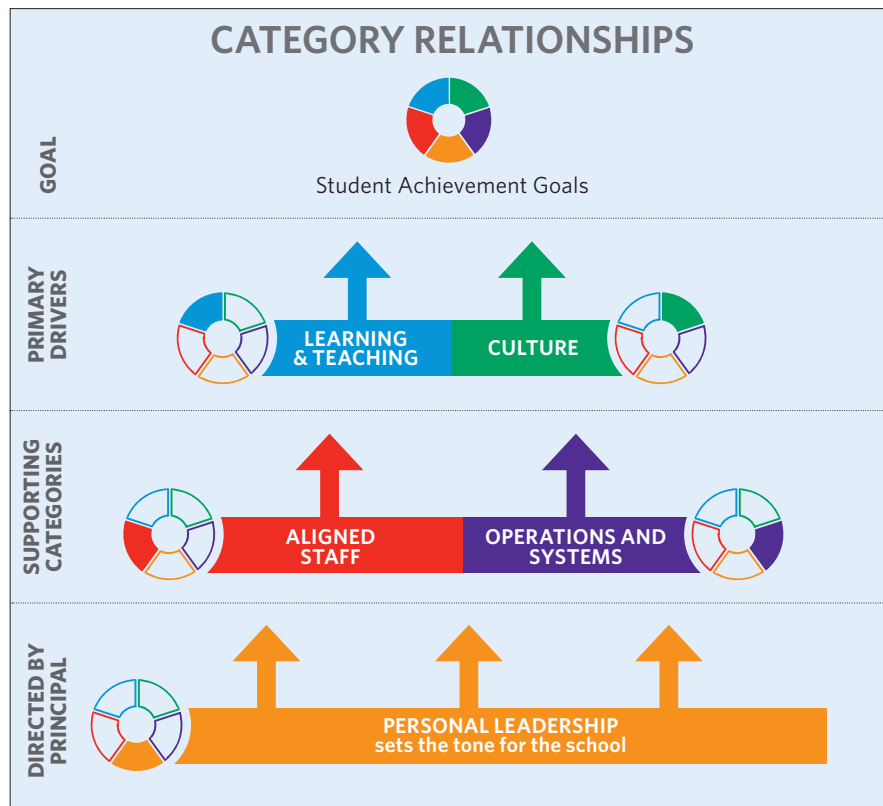 CATEGORY RELATIONSHIPS
GOAL
Student Achievement Goals
PRIMARY
DRIVERS
LEARNING
& TEACHING
CULTURE
SUPPORTING
CATEGORIES
ALIGNED
STAFF
OPERATIONS AND
SYSTEMS
DIRECTED BY
PRINCIPAL
PERSONAL LEADERSHIP
sets the tone for the school